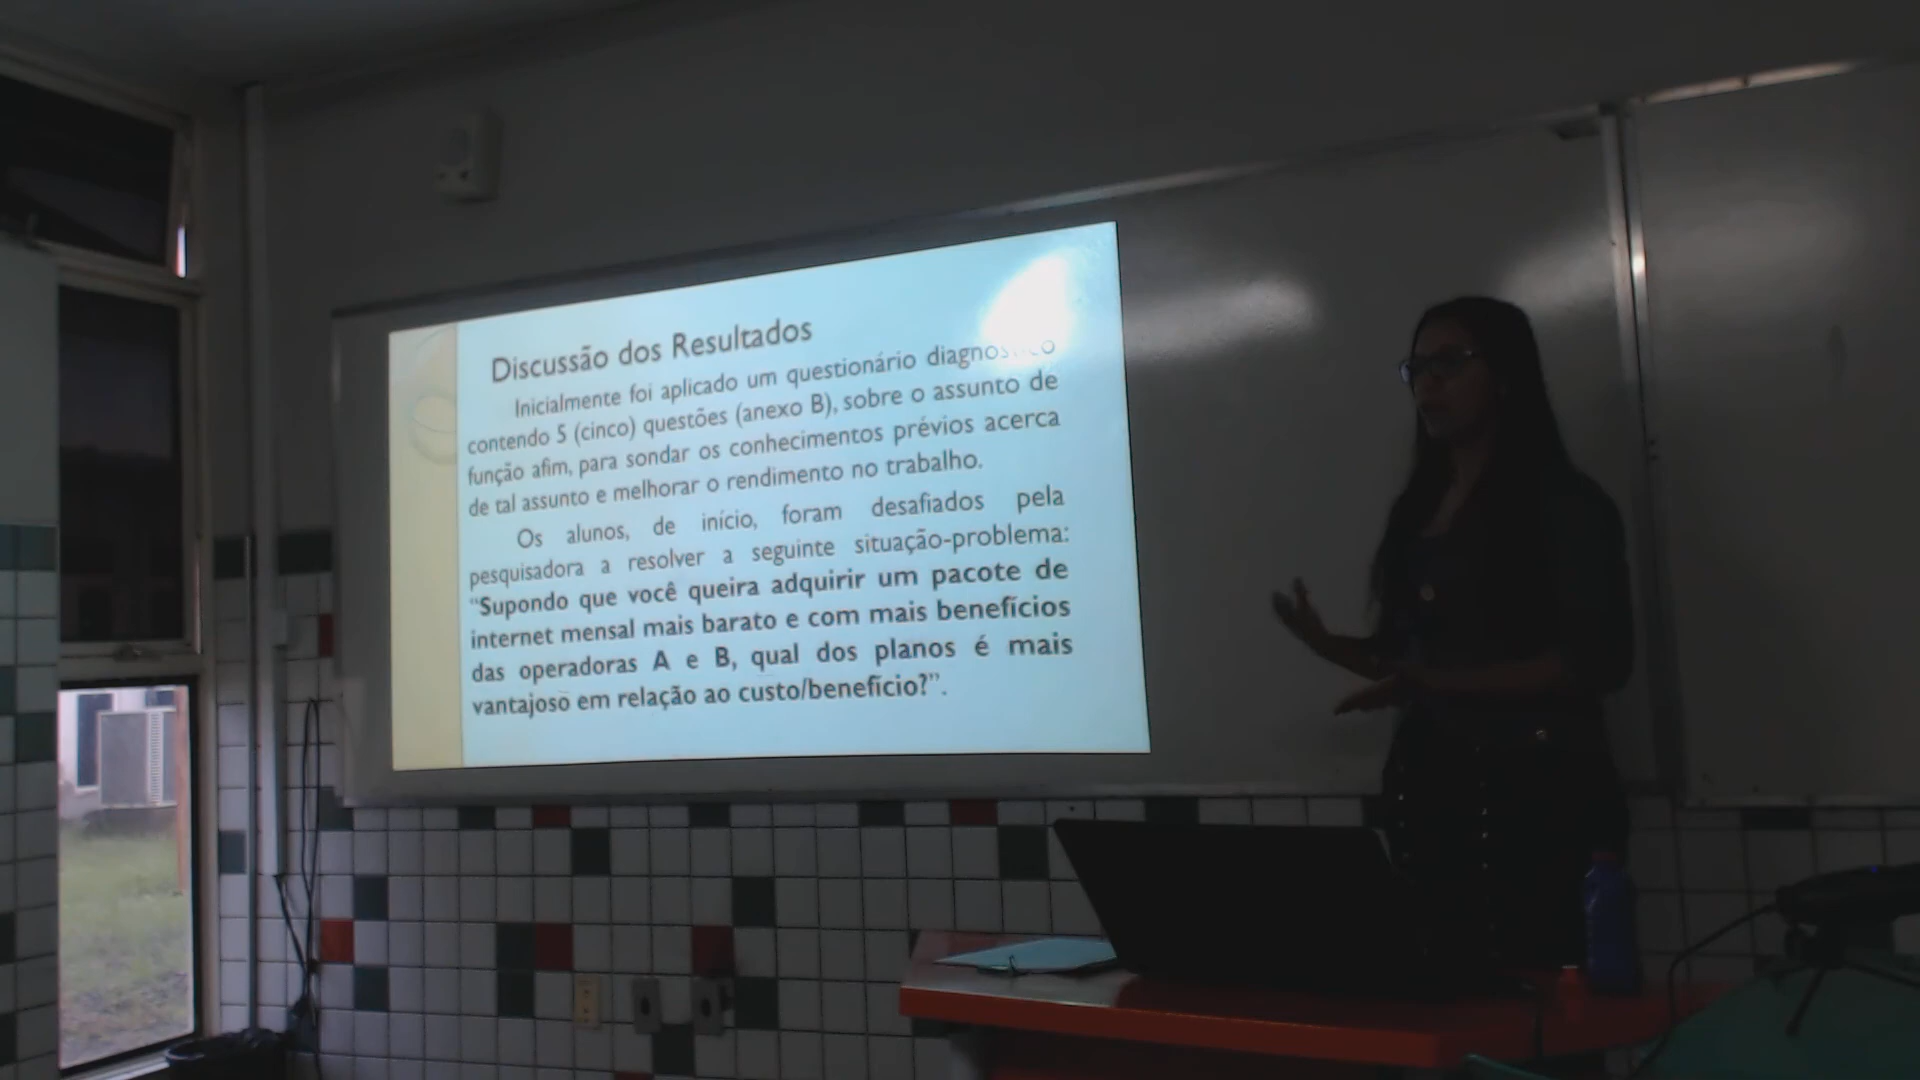 Discussão dos Resultados
Inicialmente foi aplicado um questionário diagnóstico
contendo 5 (cinco) questões (anexo B), sobre o assunto de
função afim, para sondar os conhecimentos prévios acerca
de tal assunto e melhorar o rendimento no trabalho.
Os alunos, de início, foram desafiados pela
pesquisadora a resolver a seguinte situação-problema:
“Supondo que você queira adquirir um pacote de
internet mensal mais barato e com mais benefícios
das operadoras A e B, qual dos planos é mais
vantajoso em relação ao custo/benefício?”.